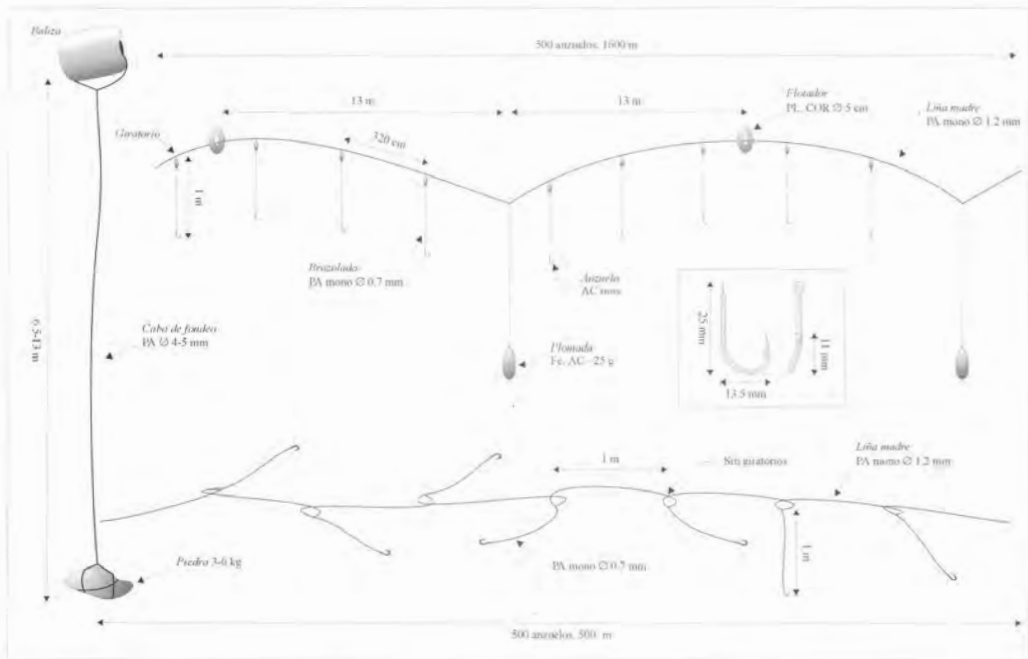 Baliza
500 anzuelos, 1600 m
13 m
13 m
Flotador
PL. COR Ø 5 cm
Liña madre
PA mono Ø 1.2 mm
Giratorio
320 cm
1 m
Brazolada
PA mono Ø 0.7 mm
Anzuelo
AC
25 mm
11 mm
13.5 mm
6.5-13 m
Cabo de fondeo
PA Ø 4-5 mm
Plomada
Fe. AC ~25 g
1 m
Sin giratorios
Liña madre
PA mono Ø 1.2 mm
PA mono Ø 0.7 mm
1 m
Piedra 3-6 kg
500 anzuelos, 500 m